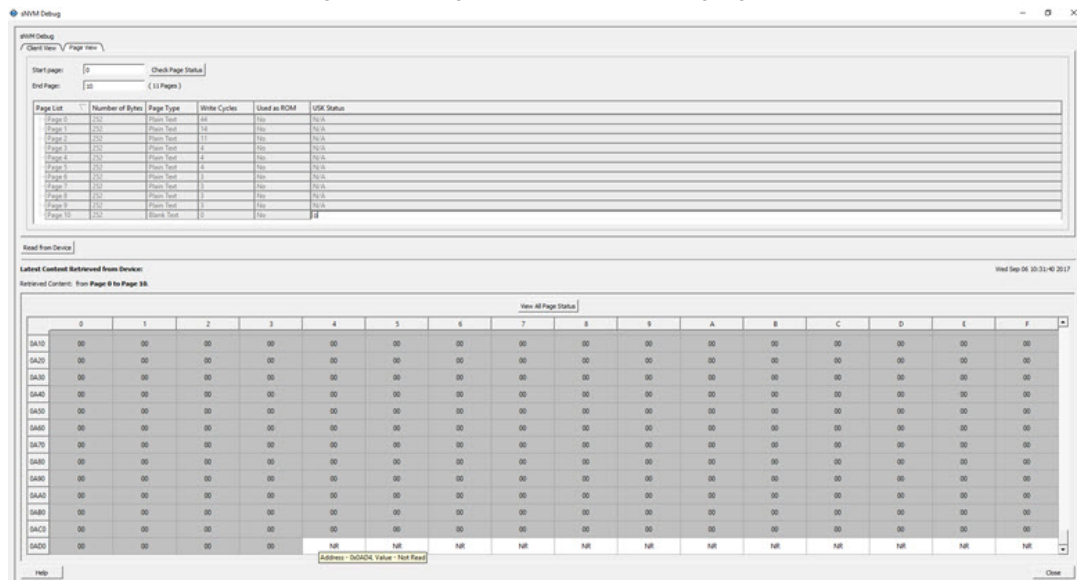 sNVM Debug
sNVM Debug
Client View Page View
Start page: 0 Check Page Status
End Page: 10 ( 11 Pages )
Page List Number of Bytes Page Type Write Cycles Used as ROM USK Status
Page 0 252 Plain Text 44 No N/A
Page 1 252 Plain Text 14 No N/A
Page 2 252 Plain Text 11 No N/A
Page 3 252 Plain Text 4 No N/A
Page 4 252 Plain Text 4 No N/A
Page 5 252 Plain Text 4 No N/A
Page 6 252 Plain Text 3 No N/A
Page 7 252 Plain Text 3 No N/A
Page 8 252 Plain Text 3 No N/A
Page 9 252 Plain Text 3 No N/A
Page 10 252 Blank Text 0 No
Read from Device
Latest Content Retrieved from Device: Wed Sep 06 10:31:40 2017
Retrieved Content: from Page 0 to Page 10.
View All Page Status
0 1 2 3 4 5 6 7 8 9 A B C D E F
0A10 00 00 00 00 00 00 00 00 00 00 00 00 00 00 00 00
0A20 00 00 00 00 00 00 00 00 00 00 00 00 00 00 00 00
0A30 00 00 00 00 00 00 00 00 00 00 00 00 00 00 00 00
0A40 00 00 00 00 00 00 00 00 00 00 00 00 00 00 00 00
0A50 00 00 00 00 00 00 00 00 00 00 00 00 00 00 00 00
0A60 00 00 00 00 00 00 00 00 00 00 00 00 00 00 00 00
0A70 00 00 00 00 00 00 00 00 00 00 00 00 00 00 00 00
0A80 00 00 00 00 00 00 00 00 00 00 00 00 00 00 00 00
0A90 00 00 00 00 00 00 00 00 00 00 00 00 00 00 00 00
0AA0 00 00 00 00 00 00 00 00 00 00 00 00 00 00 00 00
0AB0 00 00 00 00 00 00 00 00 00 00 00 00 00 00 00 00
0AC0 00 00 00 00 00 00 00 00 00 00 00 00 00 00 00 00
0AD0 00 00 00 00 NR NR NR NR NR NR NR NR NR NR NR NR
Address - 0x0AD4, Value - Not Read
Help Close